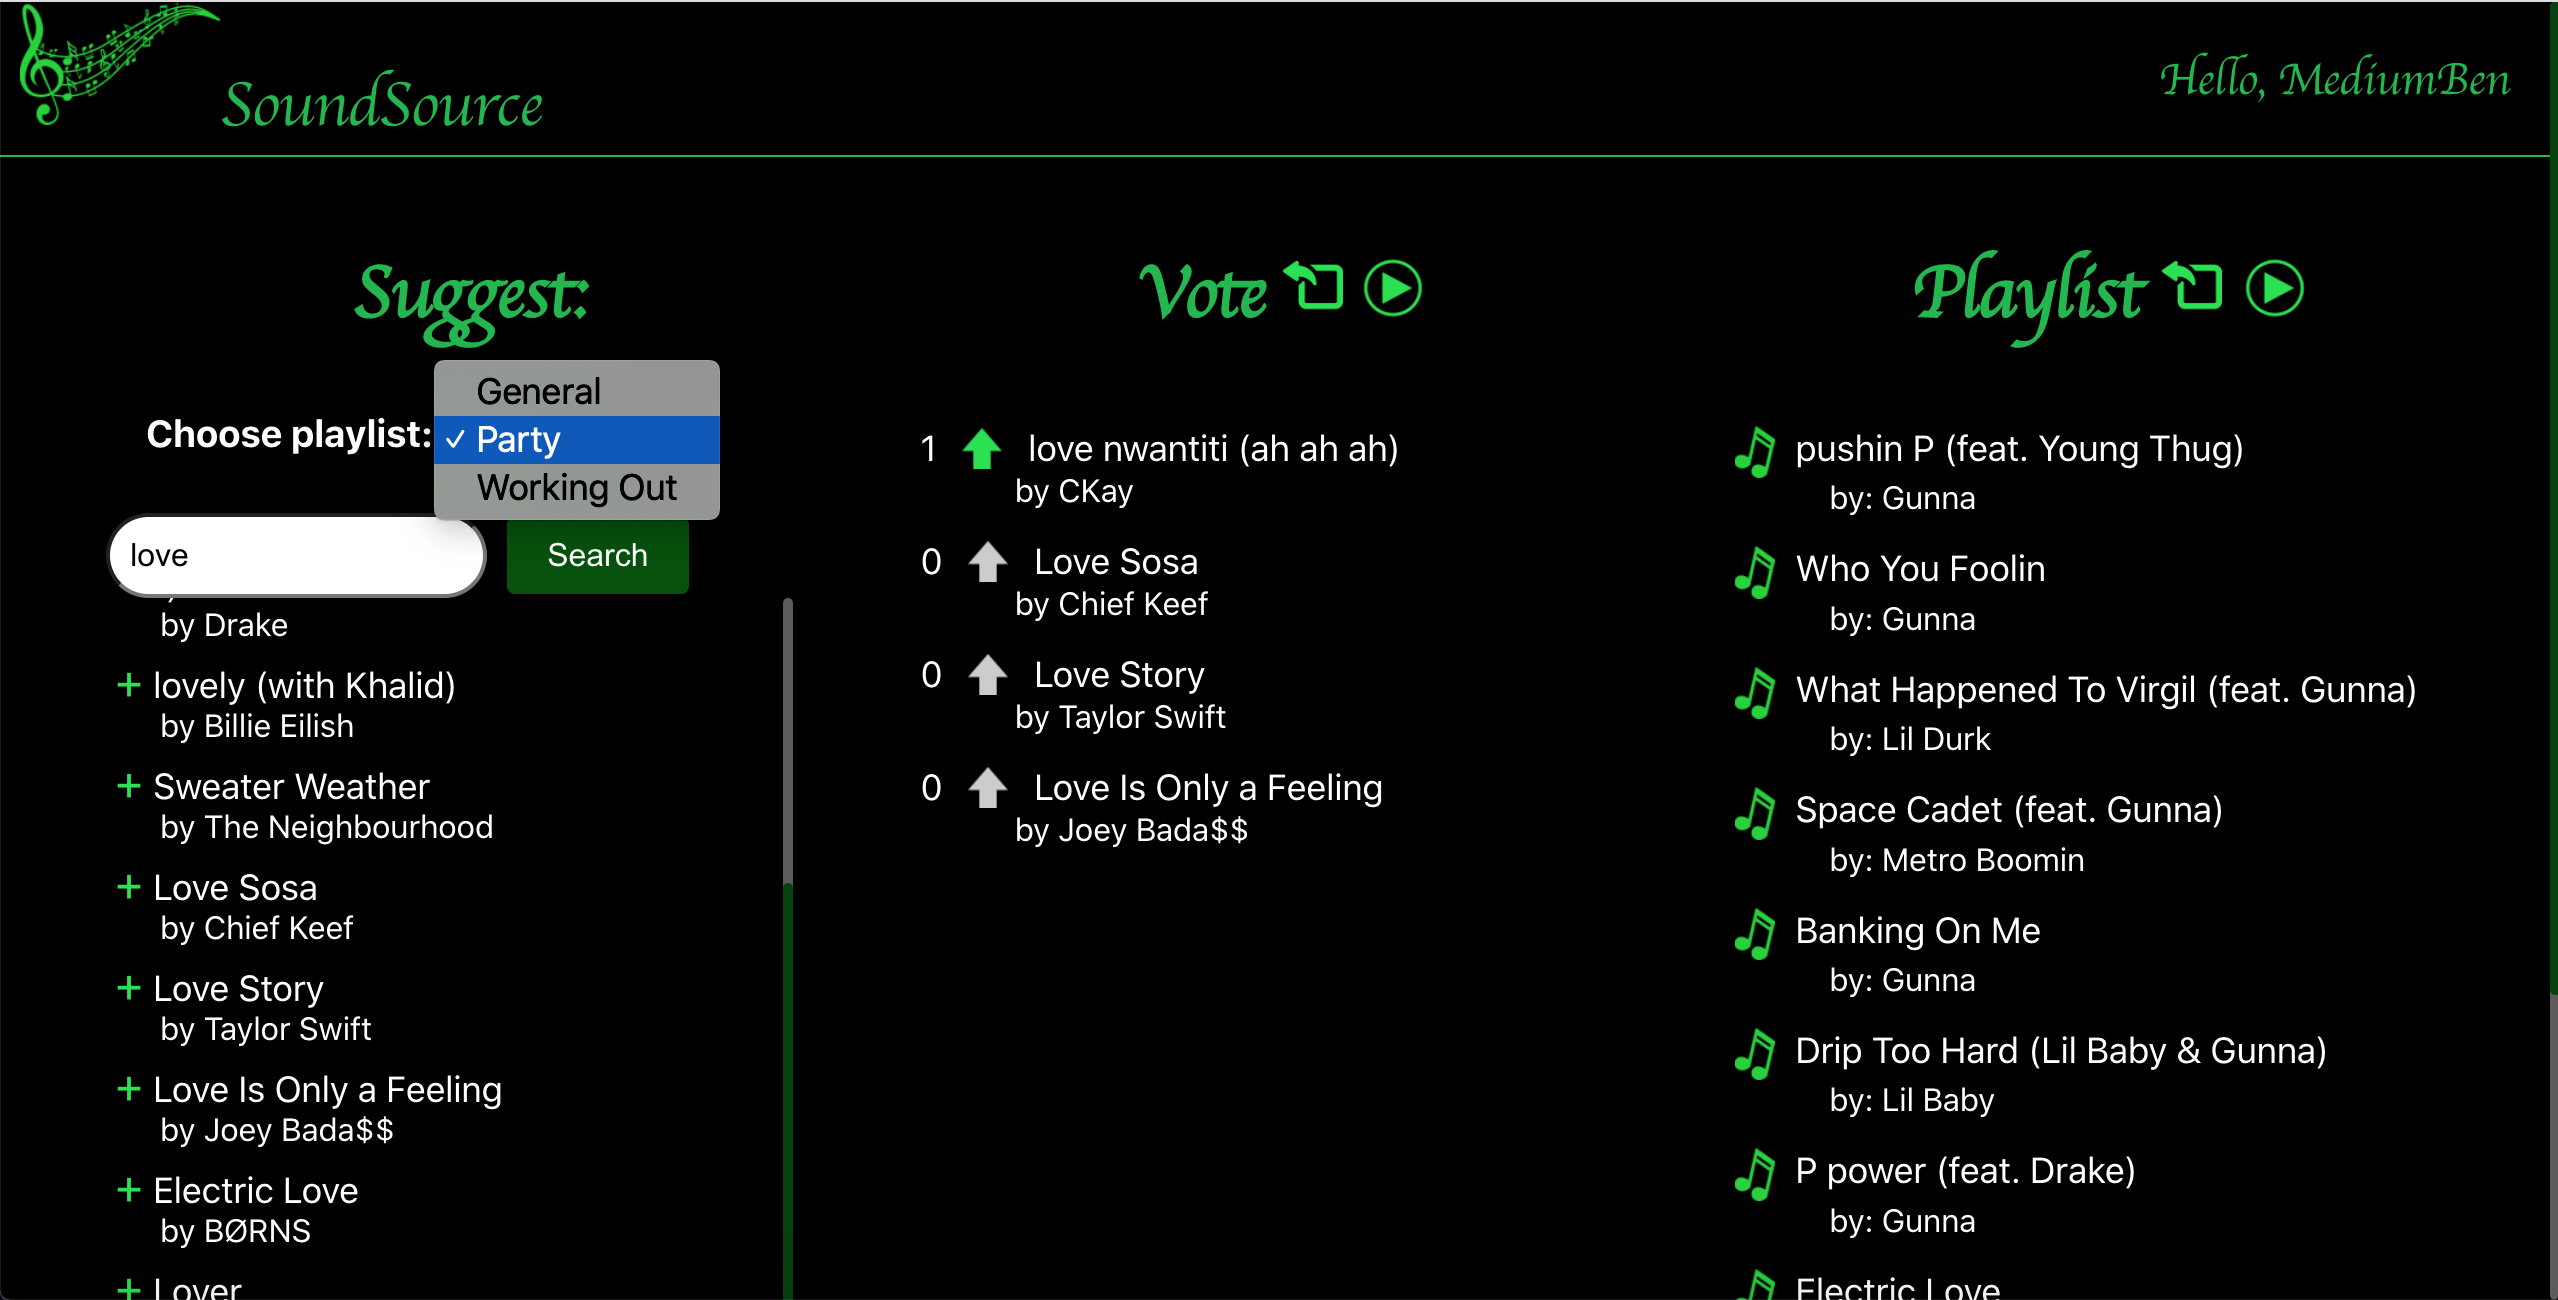 SoundSource
Hello, MediumBen
Suggest:
Choose playlist:
General
✓ Party
Working Out
love
Search
by Drake
+ lovely (with Khalid)
by Billie Eilish
+ Sweater Weather
by The Neighbourhood
+ Love Sosa
by Chief Keef
+ Love Story
by Taylor Swift
+ Love Is Only a Feeling
by Joey Bada$$
+ Electric Love
by BØRNS
+ Lover
Vote
1 love nwantiti (ah ah ah)
by CKay
0 Love Sosa
by Chief Keef
0 Love Story
by Taylor Swift
0 Love Is Only a Feeling
by Joey Bada$$
Playlist
pushin P (feat. Young Thug)
by: Gunna
Who You Foolin
by: Gunna
What Happened To Virgil (feat. Gunna)
by: Lil Durk
Space Cadet (feat. Gunna)
by: Metro Boomin
Banking On Me
by: Gunna
Drip Too Hard (Lil Baby & Gunna)
by: Lil Baby
P power (feat. Drake)
by: Gunna
Electric Love